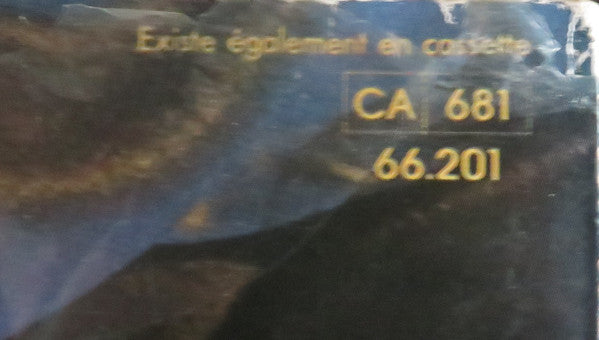 Existe également en cassette
CA 681
66.201